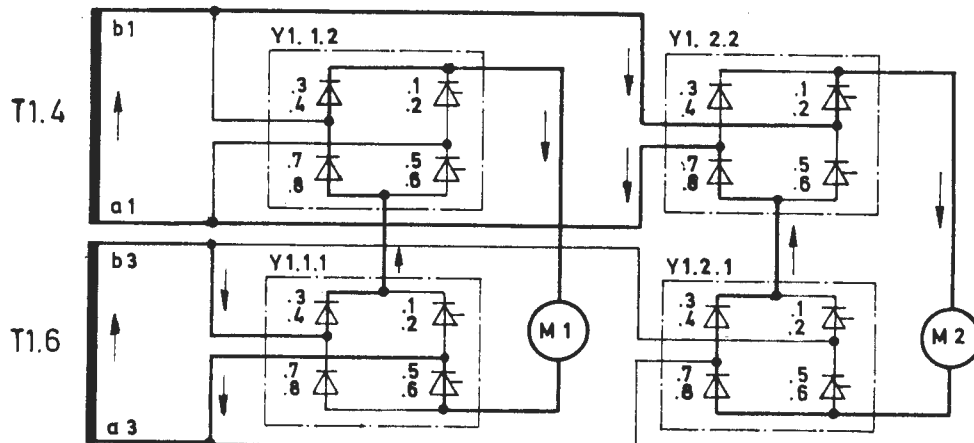 b1
T1.4
a1
Y1.1.2
.3 .1
.4 .2
.7 .5
.8 .6
Y1.2.2
.3 .1
.4 .2
.7 .5
.8 .6
b3
T1.6
a3
Y1.1.1
.3 .1
.4 .2
.7 .5
.8 .6
M1
Y1.2.1
.3 .1
.4 .2
.7 .5
.8 .6
M2